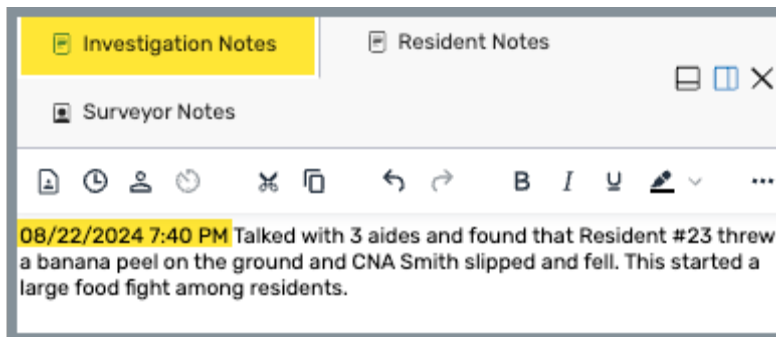 Investigation Notes
Resident Notes
Surveyor Notes
B I U
08/22/2024 7:40 PM Talked with 3 aides and found that Resident #23 threw
a banana peel on the ground and CNA Smith slipped and fell. This started a
large food fight among residents.